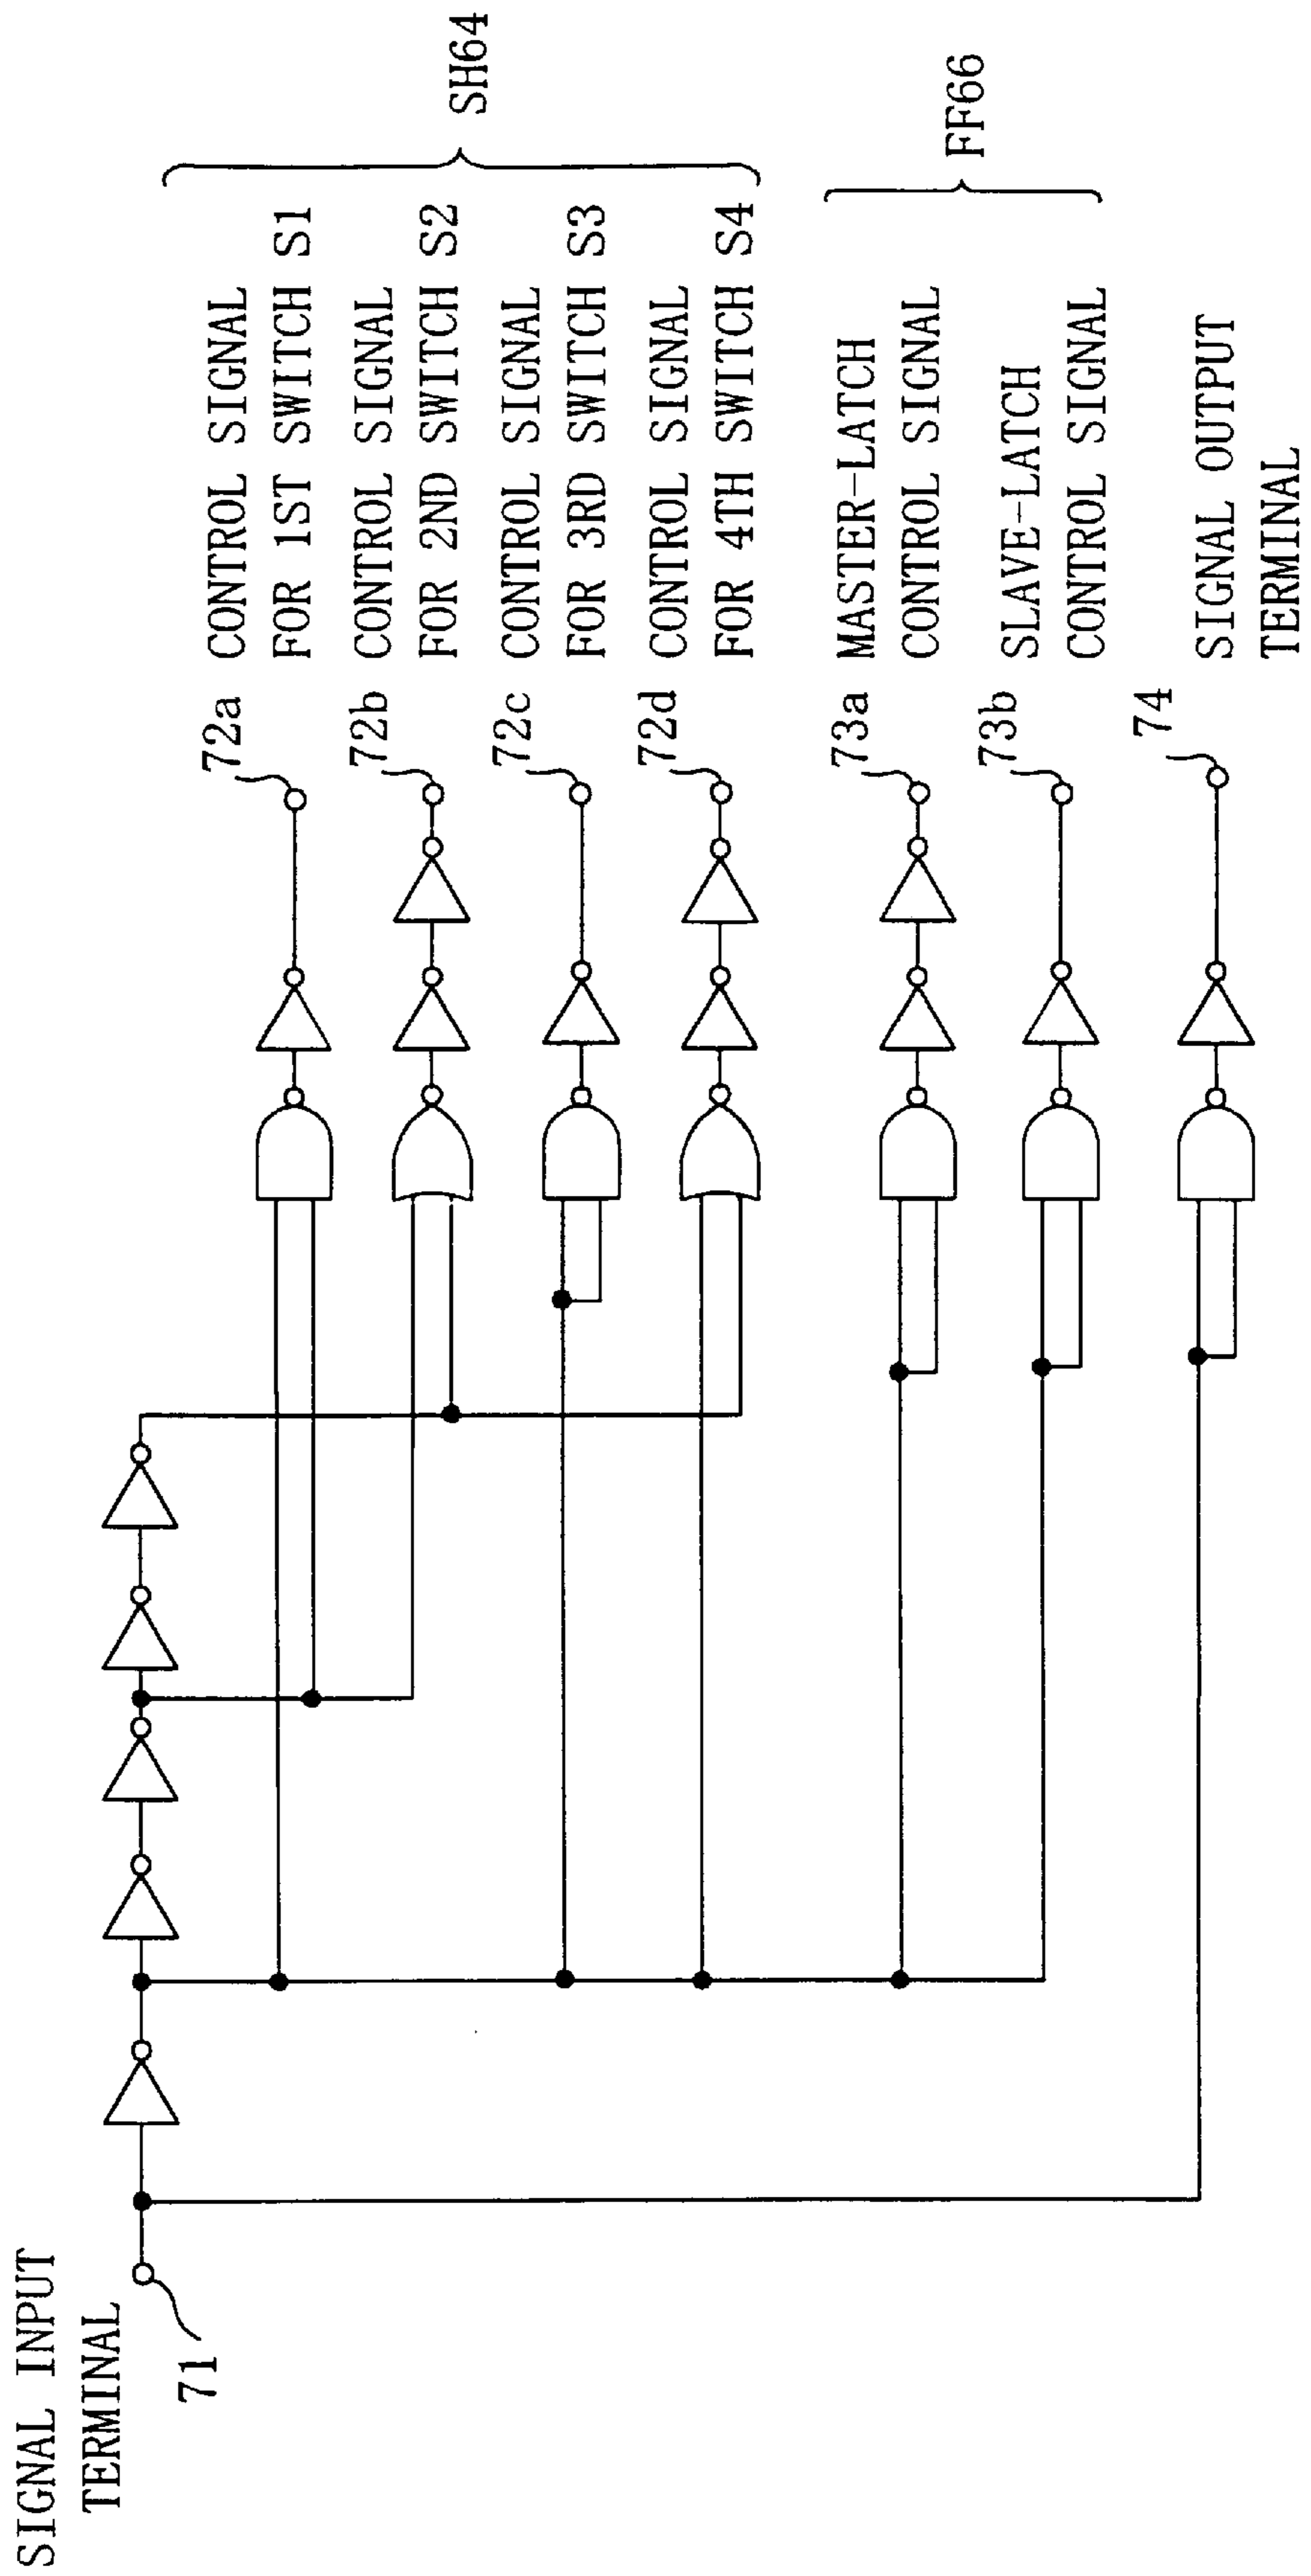 SIGNAL INPUT
TERMINAL
71
72a
CONTROL SIGNAL
FOR 1ST SWITCH S1
72b
CONTROL SIGNAL
FOR 2ND SWITCH S2
72c
CONTROL SIGNAL
FOR 3RD SWITCH S3
72d
CONTROL SIGNAL
FOR 4TH SWITCH S4
SH64
73a
MASTER-LATCH
CONTROL SIGNAL
73b
SLAVE-LATCH
CONTROL SIGNAL
FF66
74
SIGNAL OUTPUT
TERMINAL